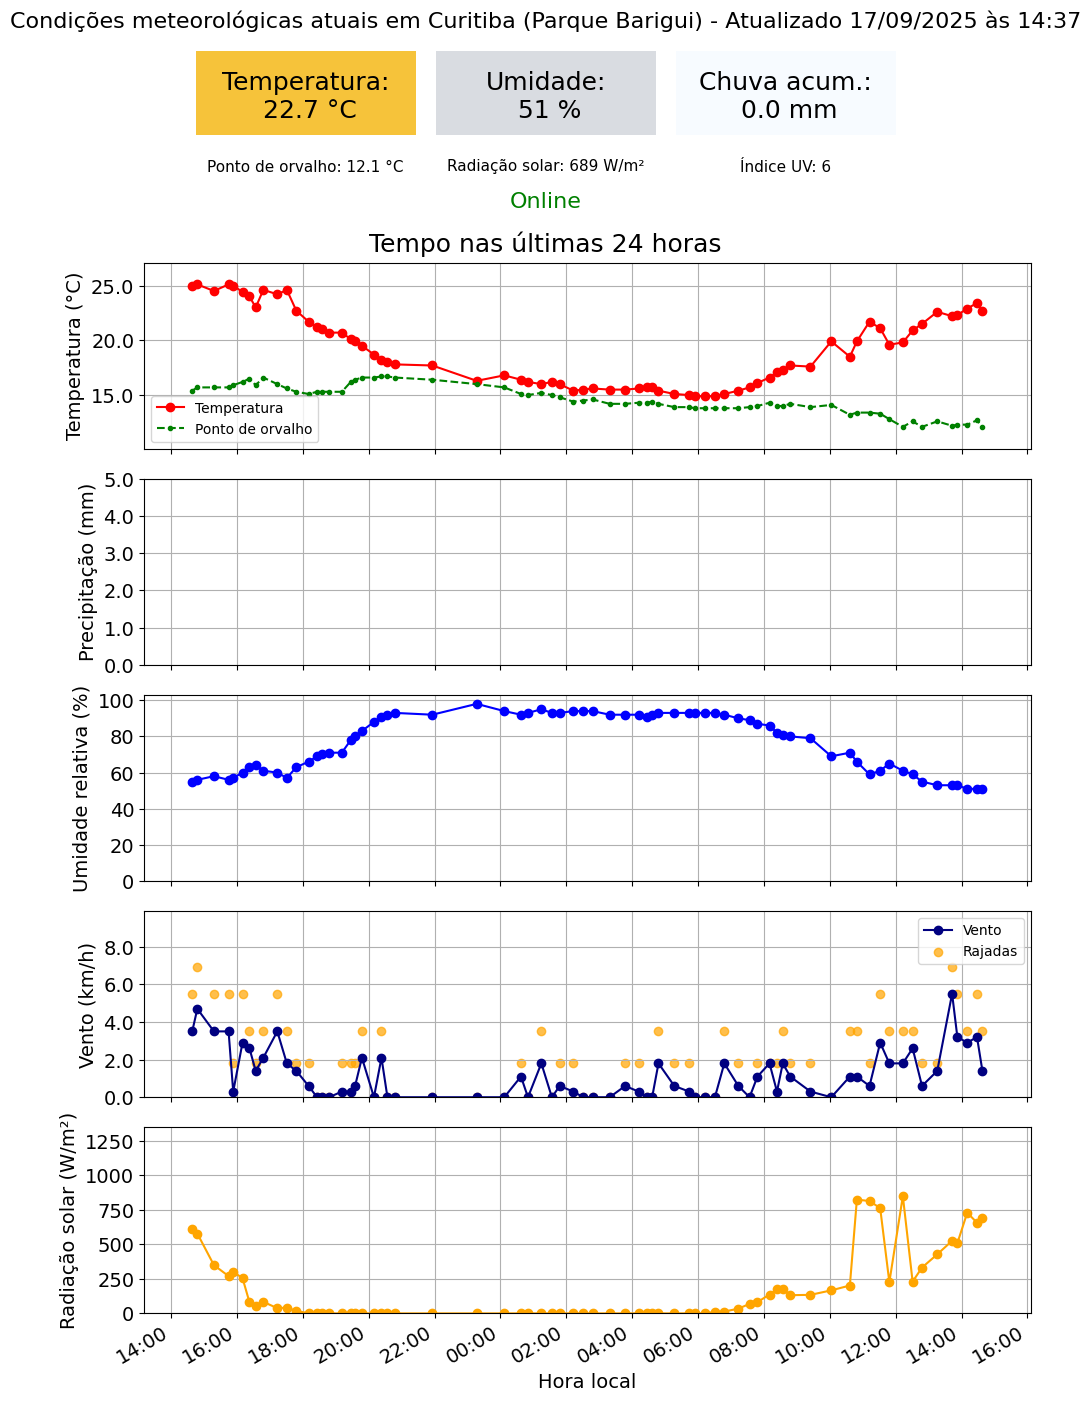 Condições meteorológicas atuais em Curitiba (Parque Barigui) - Atualizado 17/09/2025 às 14:37
Temperatura:
22.7 °C
Umidade:
51 %
Chuva acum.:
0.0 mm
Ponto de orvalho: 12.1 °C
Radiação solar: 689 W/m²
Índice UV: 6
Online
Tempo nas últimas 24 horas
Temperatura (°C)
25.0
20.0
15.0
Temperatura
Ponto de orvalho
Precipitação (mm)
5.0
4.0
3.0
2.0
1.0
0.0
Umidade relativa (%)
100
80
60
40
20
0
Vento (km/h)
8.0
6.0
4.0
2.0
0.0
Vento
Rajadas
Radiação solar (W/m²)
1250
1000
750
500
250
0
14:00
16:00
18:00
20:00
22:00
00:00
02:00
04:00
06:00
08:00
10:00
12:00
14:00
16:00
Hora local